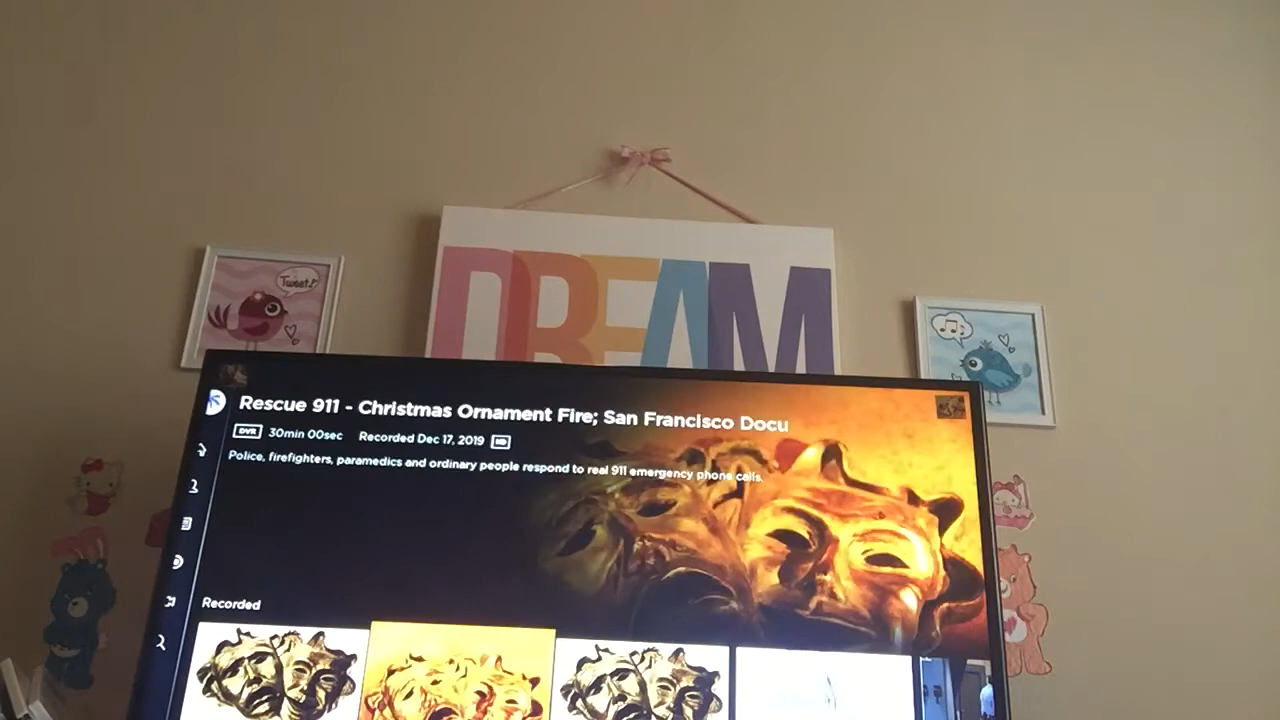 Tweet
DREAM
Rescue 911 - Christmas Ornament Fire; San Francisco Docu
DVR 30min 00sec Recorded Dec 17, 2019 HD
Police, firefighters, paramedics and ordinary people respond to real 911 emergency phone calls.
Recorded